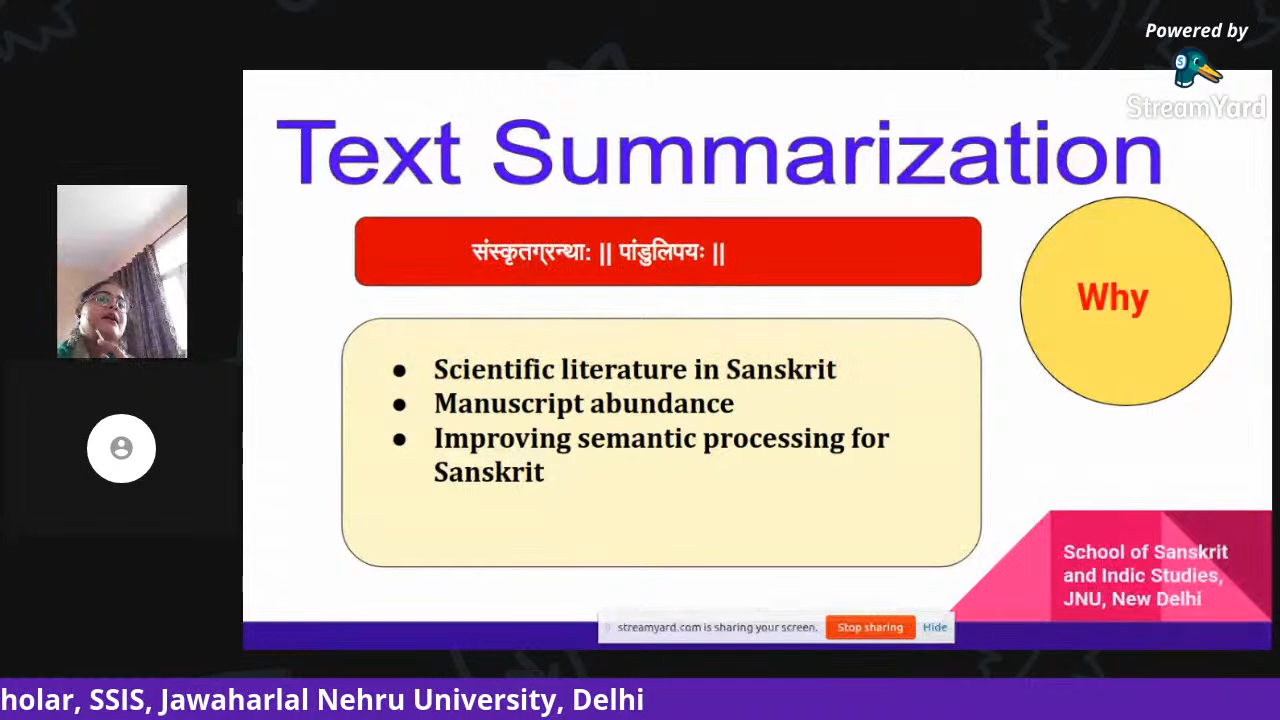 Powered by
StreamYard
Text Summarization
संस्कृतग्रन्था: || पांडुलिपयः ||
Why
● Scientific literature in Sanskrit
● Manuscript abundance
● Improving semantic processing for
Sanskrit
School of Sanskrit
and Indic Studies,
JNU, New Delhi
streamyard.com is sharing your screen. Stop sharing Hide
holar, SSIS, Jawaharlal Nehru University, Delhi